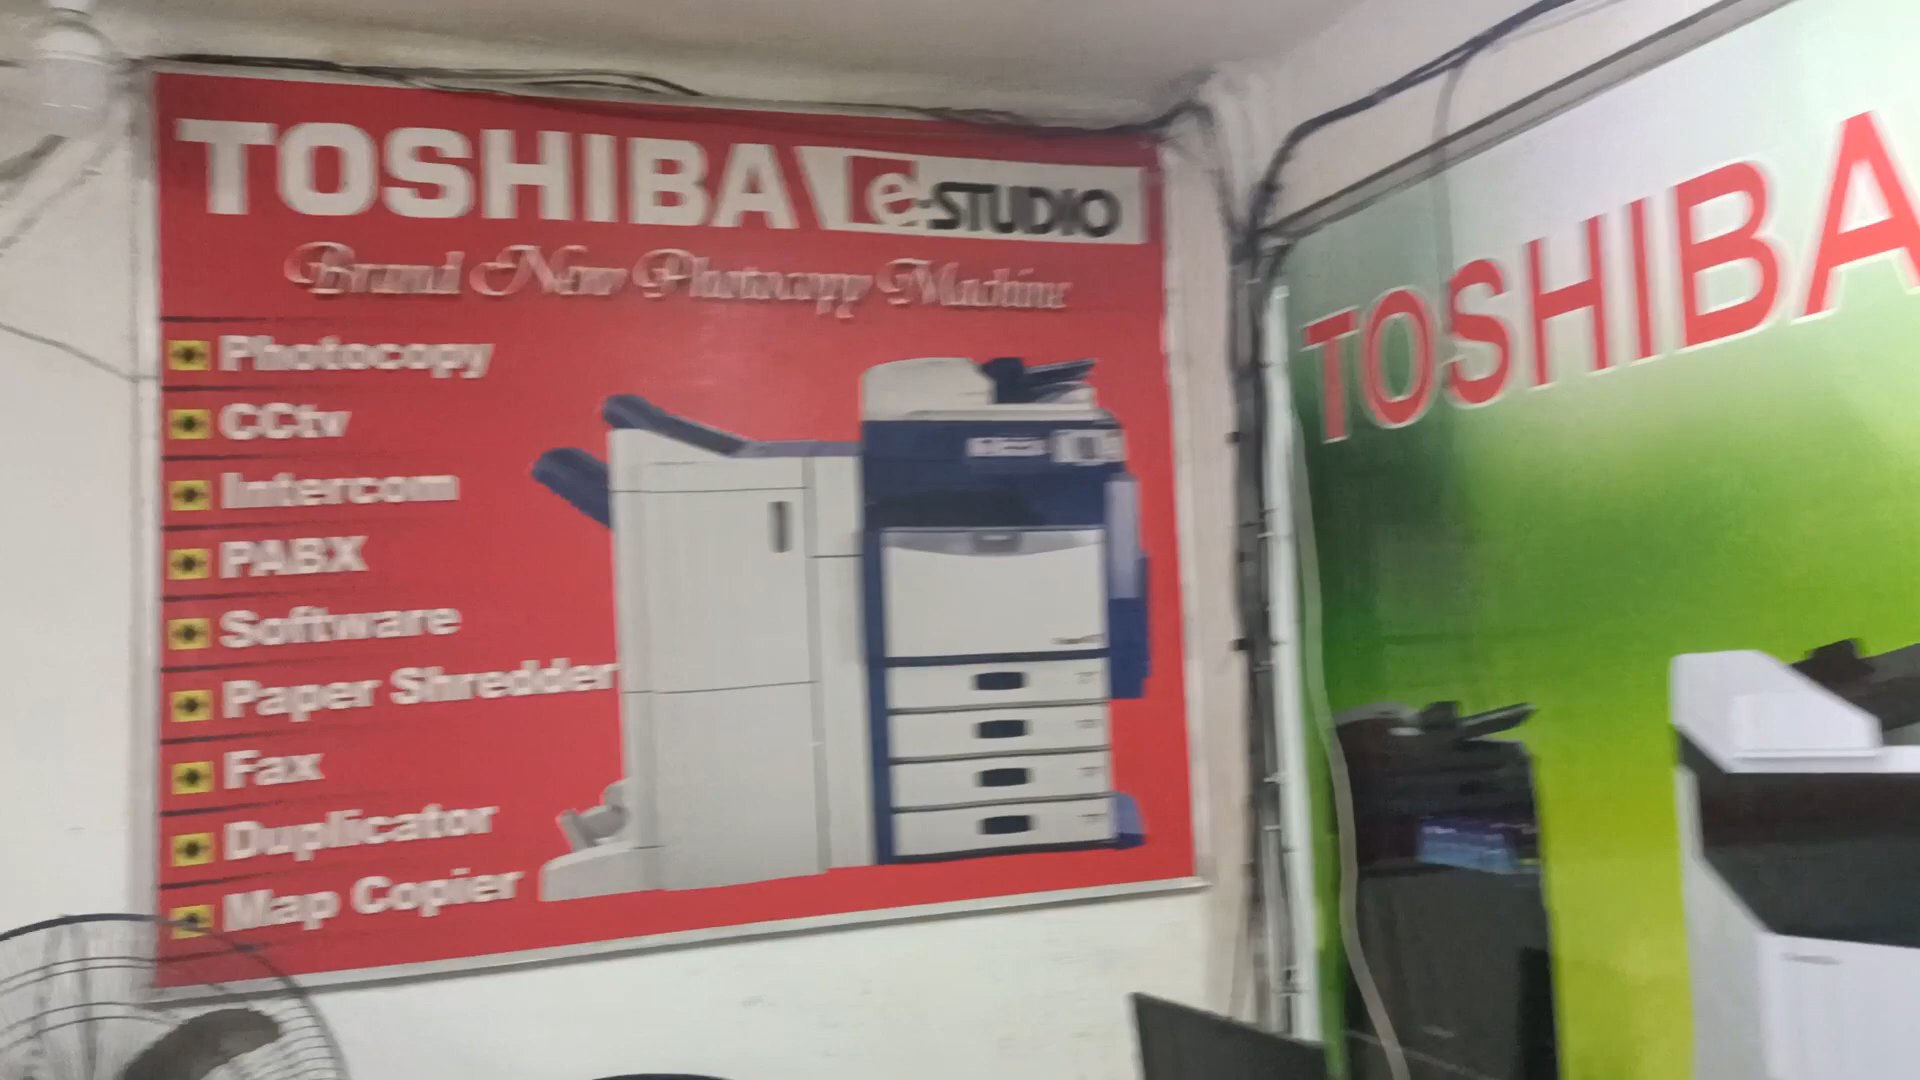 TOSHIBA e-STUDIO
Brand New Photocopy Machine
Photocopy
CCtv
Intercom
PABX
Software
Paper Shredder
Fax
Duplicator
Map Copier
TOSHIBA